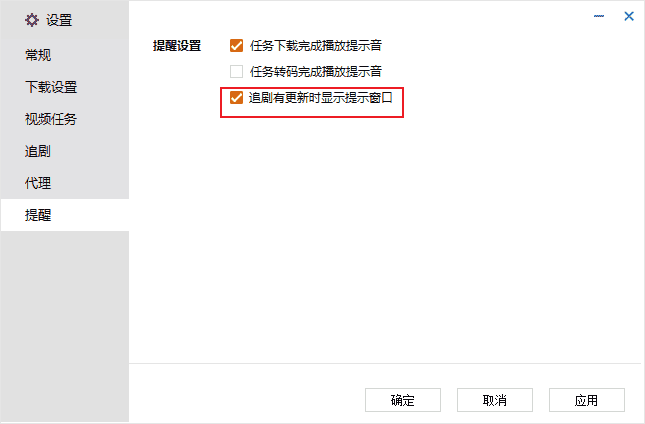 设置
常规
下载设置
视频任务
追剧
代理
提醒
提醒设置
任务下载完成播放提示音
任务转码完成播放提示音
追剧有更新时显示提示窗口
确定
取消
应用